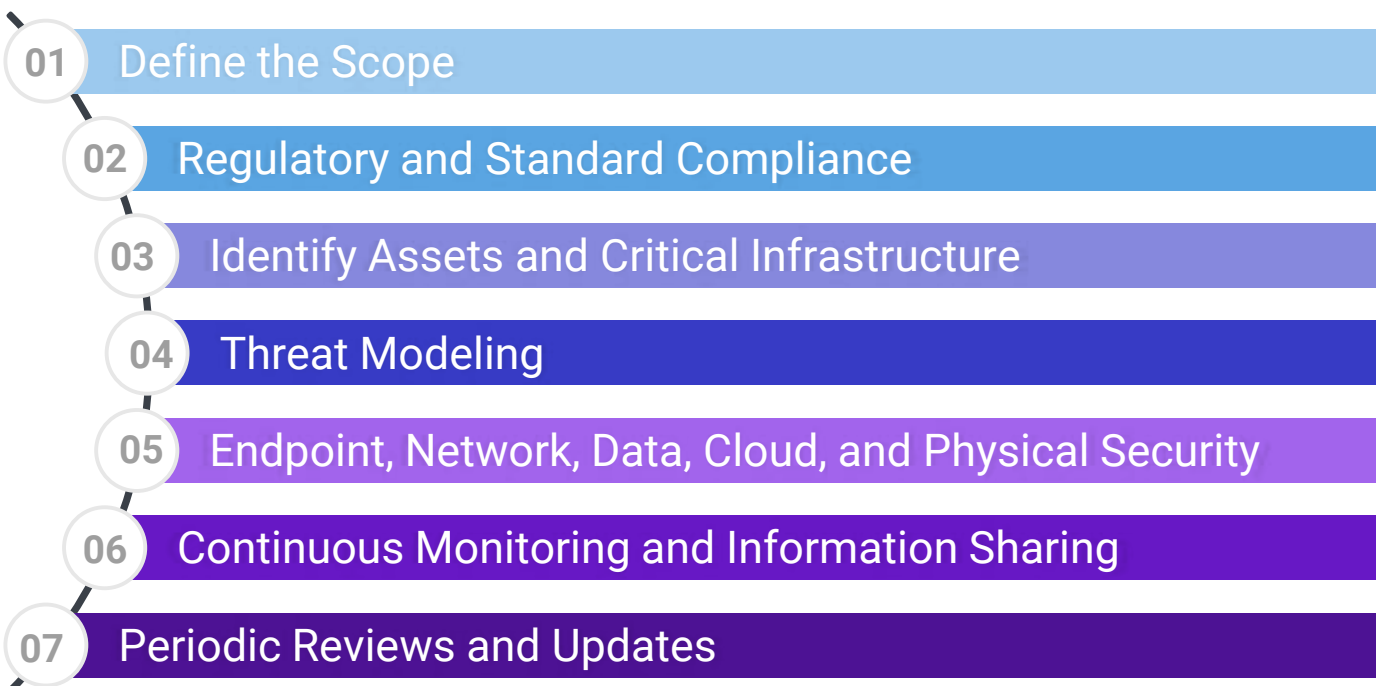 01 Define the Scope
02 Regulatory and Standard Compliance
03 Identify Assets and Critical Infrastructure
04 Threat Modeling
05 Endpoint, Network, Data, Cloud, and Physical Security
06 Continuous Monitoring and Information Sharing
07 Periodic Reviews and Updates